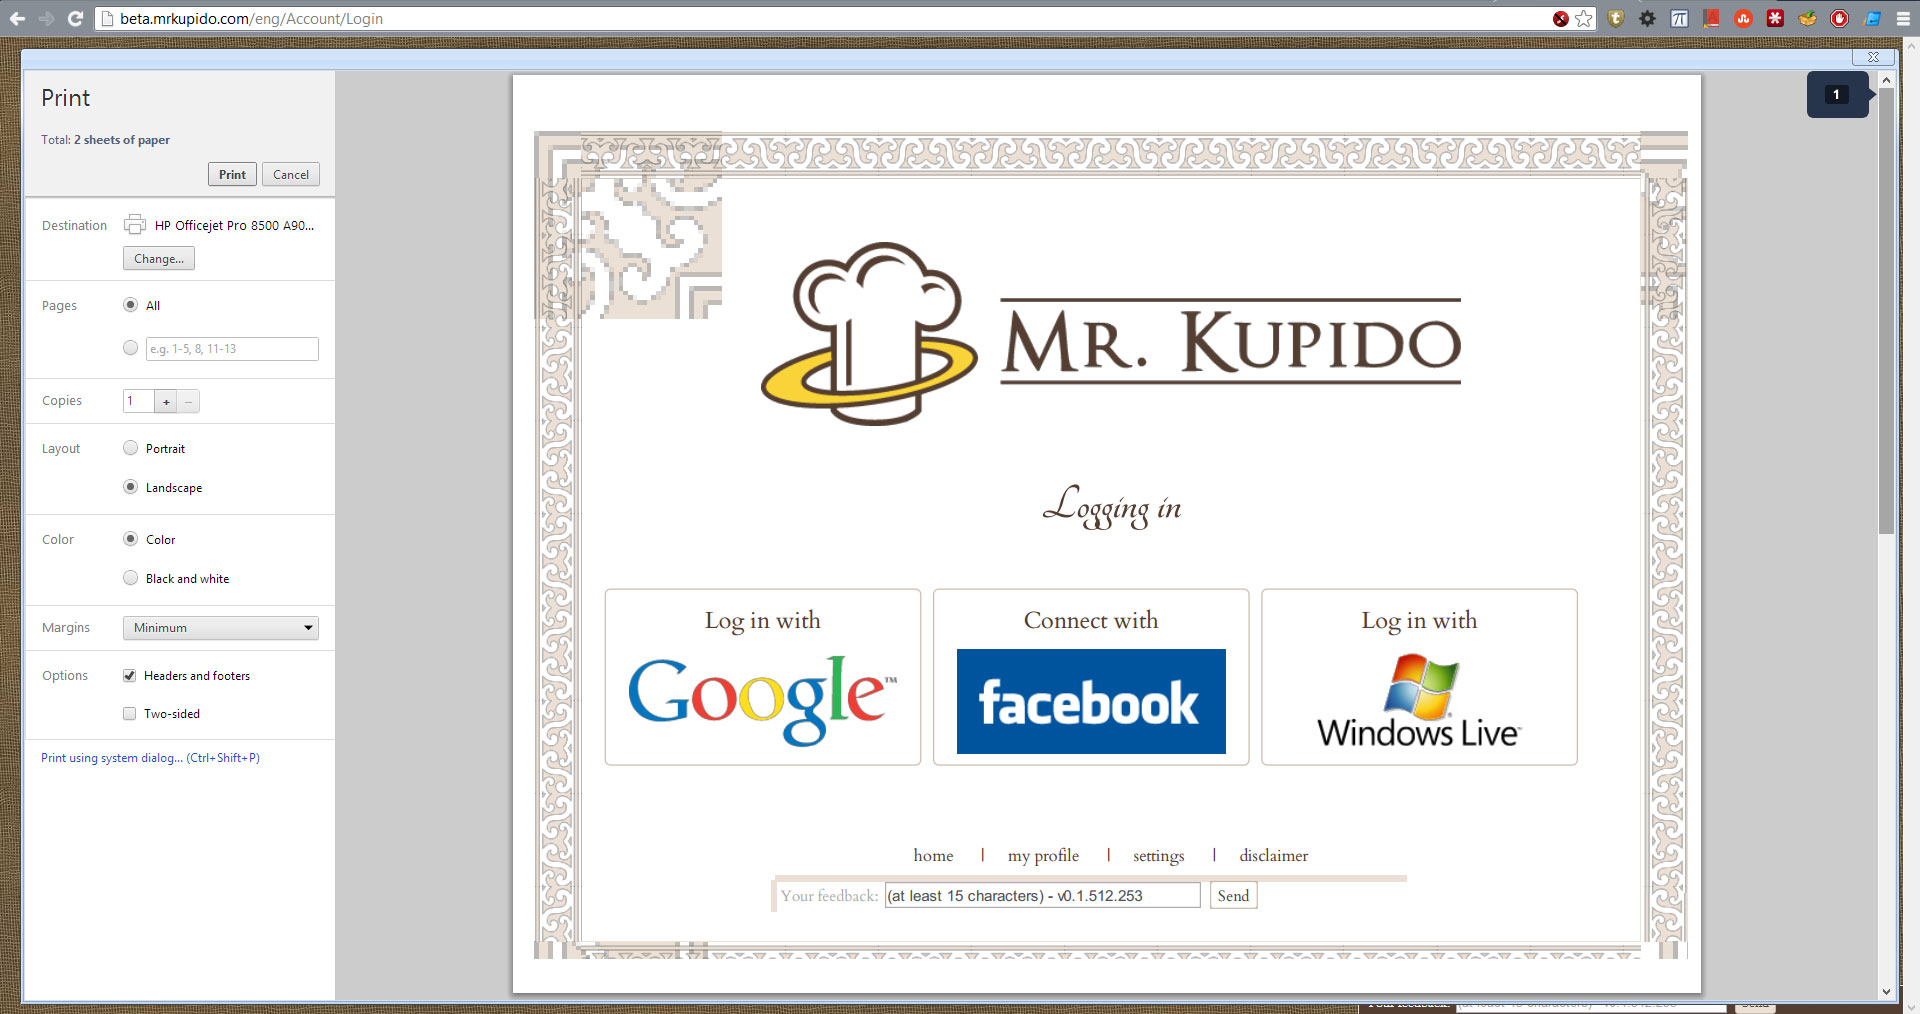 beta.mrkupido.com/eng/Account/Login
Print
Total: 2 sheets of paper
Print Cancel
Destination HP Officejet Pro 8500 A90...
Change...
Pages All
e.g. 1-5, 8, 11-13
Copies 1 + −
Layout Portrait
Landscape
Color Color
Black and white
Margins Minimum
Options Headers and footers
Two-sided
Print using system dialog... (Ctrl+Shift+P)
1
MR. KUPIDO
Logging in
Log in with
Google™
Connect with
facebook
Log in with
Windows Live™
home | my profile | settings | disclaimer
Your feedback: (at least 15 characters) - v0.1.512.253 Send